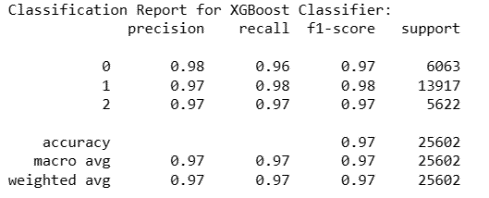 Classification Report for XGBoost Classifier:
precision recall f1-score support
0 0.98 0.96 0.97 6063
1 0.97 0.98 0.98 13917
2 0.97 0.97 0.97 5622
accuracy 0.97 25602
macro avg 0.97 0.97 0.97 25602
weighted avg 0.97 0.97 0.97 25602